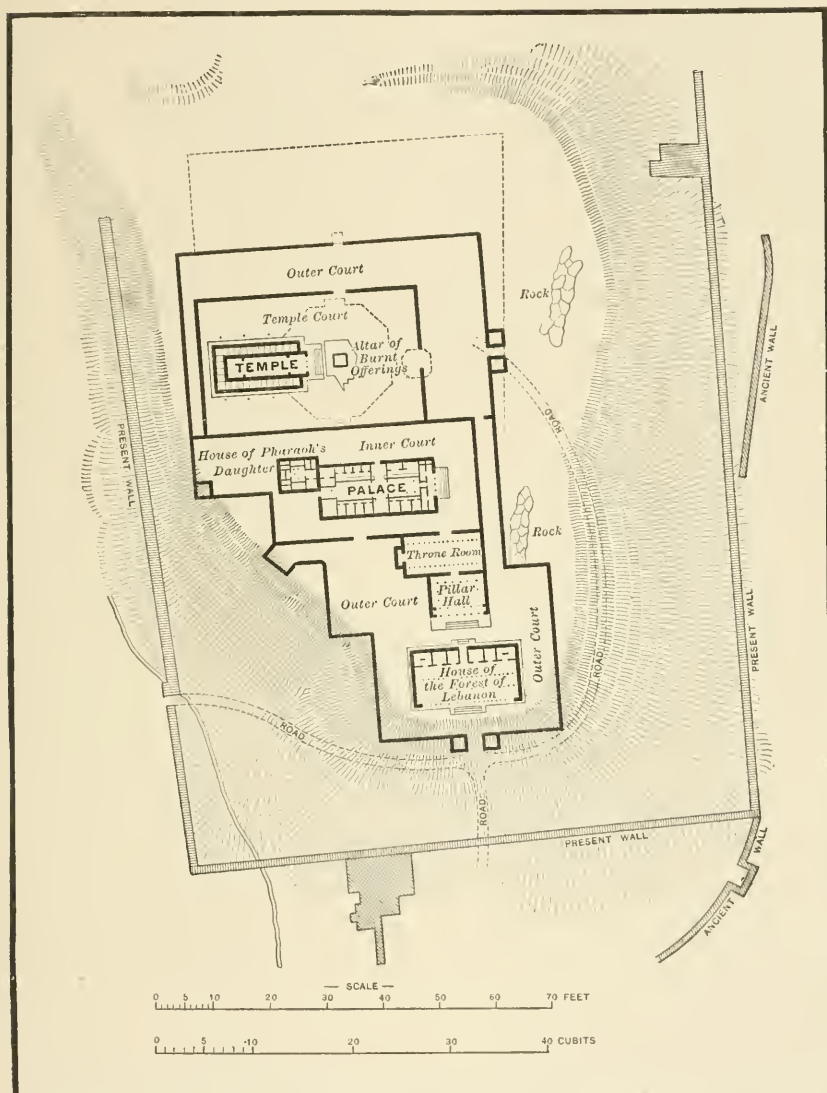 Outer Court
Rock
Temple Court
Altar of
Burnt
Offerings
TEMPLE
ANCIENT WALL
ROAD
PRESENT WALL
House of Pharaoh's
Daughter
Inner Court
PALACE
Rock
Throne Room
Pillar
Hall
Outer Court
Outer Court
House of
the Forest of
Lebanon
ROAD
PRESENT WALL
ROAD
ROAD
PRESENT WALL
ANCIENT WALL
— SCALE —
0 5 10 20 30 40 50 60 70 FEET
0 5 10 20 30 40 CUBITS